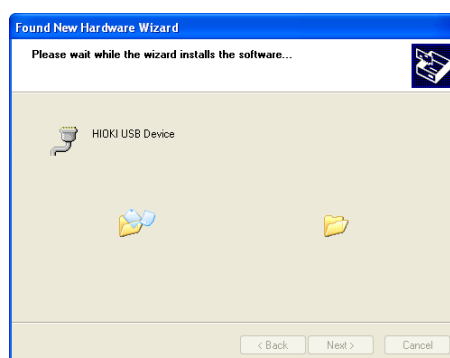 Found New Hardware Wizard
Please wait while the wizard installs the software...
HIOKI USB Device
< Back Next > Cancel